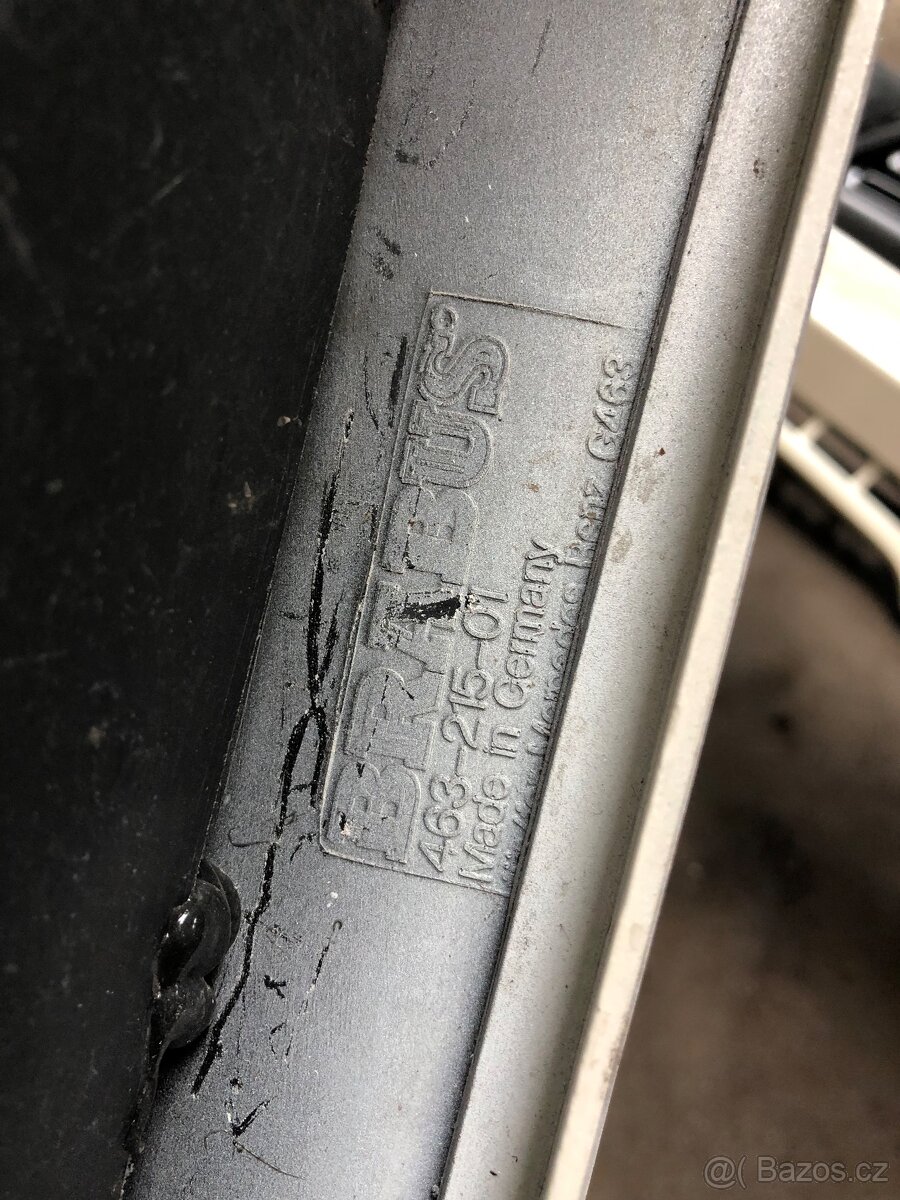 BRABUS
463-215-01
Made in Germany
Mercedes Benz G463
@( Bazos.cz